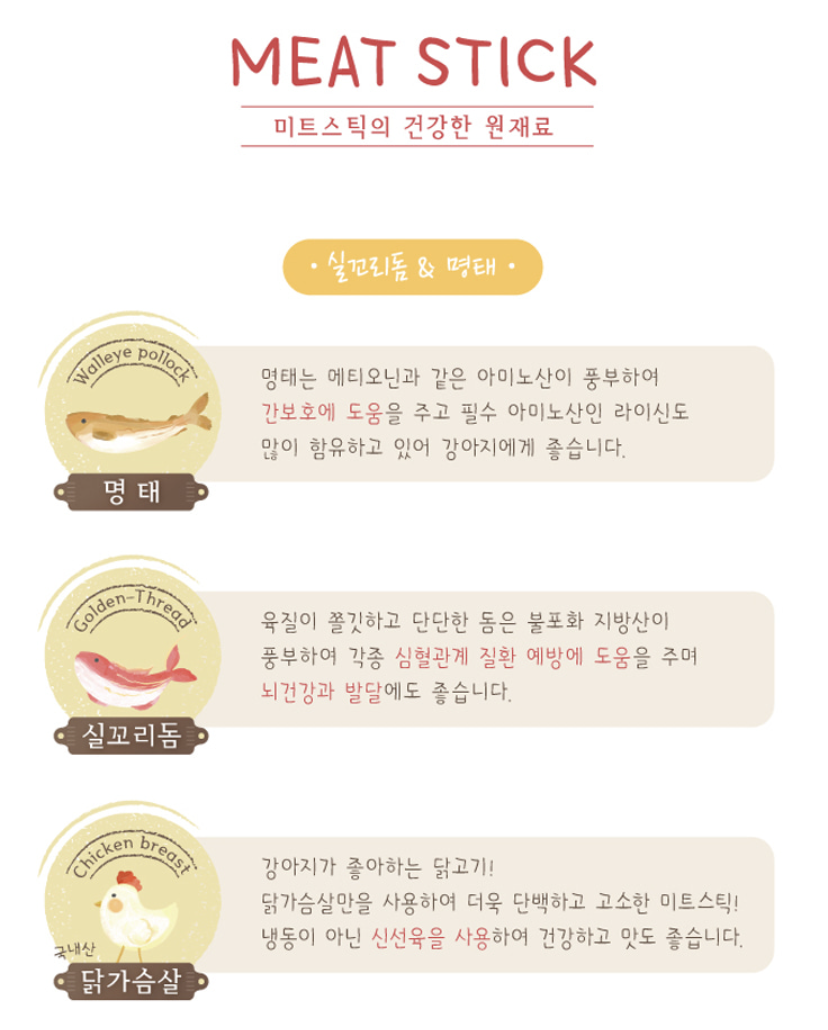 MEAT STICK
미트스틱의 건강한 원재료
• 실꼬리돔 & 명태 •
Walleye pollock
명태는 메티오닌과 같은 아미노산이 풍부하여
간보호에 도움을 주고 필수 아미노산인 라이신도
많이 함유하고 있어 강아지에게 좋습니다.
명태
Golden-Thread
육질이 쫄깃하고 단단한 돔은 불포화 지방산이
풍부하여 각종 심혈관계 질환 예방에 도움을 주며
뇌건강과 발달에도 좋습니다.
실꼬리돔
Chicken breast
강아지가 좋아하는 닭고기!
닭가슴살만을 사용하여 더욱 단백하고 고소한 미트스틱!
냉동이 아닌 신선육을 사용하여 건강하고 맛도 좋습니다.
국내산
닭가슴살